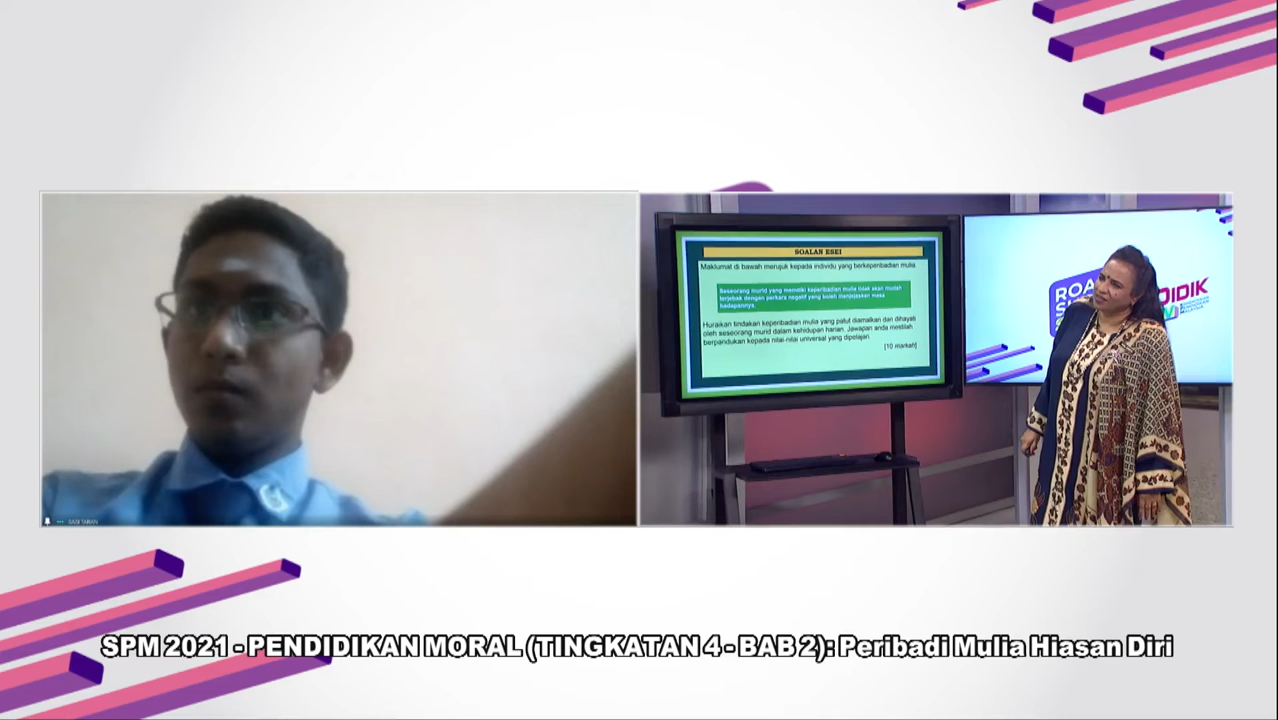 SOALAN ESEI
Maklumat di bawah merujuk kepada individu yang berkeperibadian mulia.
Seseorang murid yang memiliki keperibadian mulia tidak akan mudah
terjebak dengan perkara negatif yang boleh menjejaskan masa
hadapannya.
Huraikan tindakan keperibadian mulia yang patut diamalkan dan dihayati
oleh seseorang murid dalam kehidupan harian. Jawapan anda mestilah
berpandukan kepada nilai-nilai universal yang dipelajari.
[10 markah]
ROA
DIDIK
SPM 2021 - PENDIDIKAN MORAL (TINGKATAN 4 - BAB 2): Peribadi Mulia Hiasan Diri